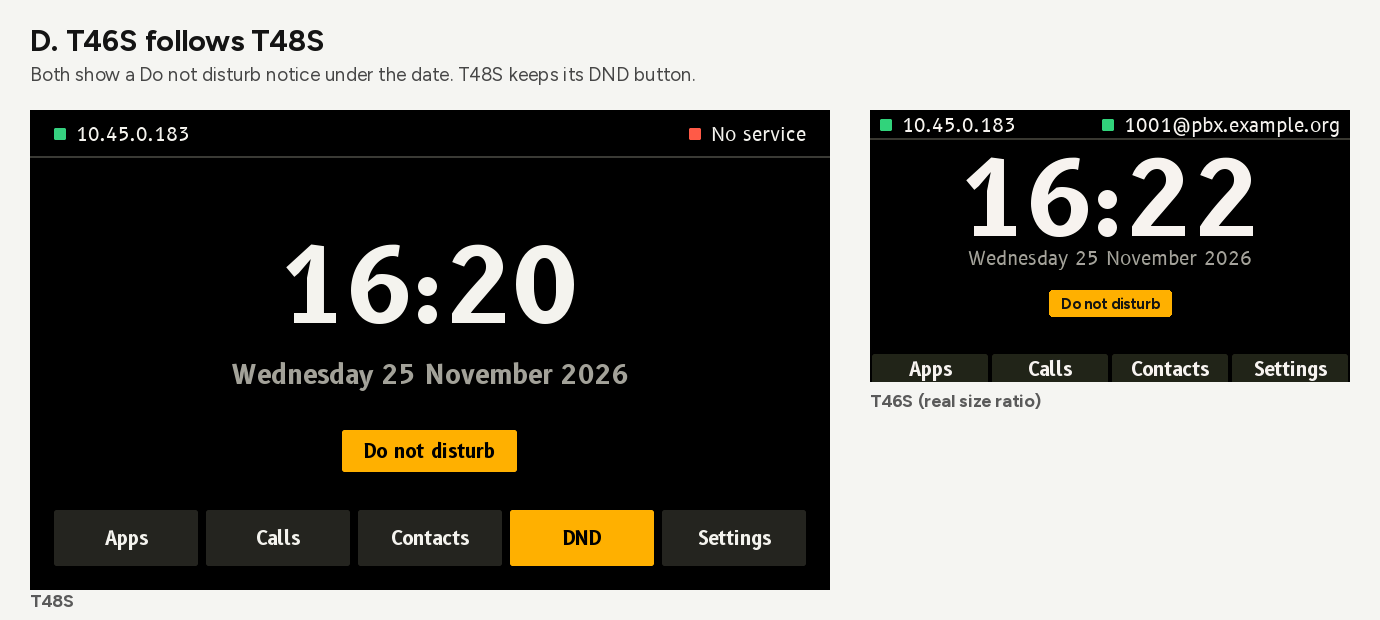 D. T46S follows T48S
Both show a Do not disturb notice under the date. T48S keeps its DND button.
10.45.0.183
No service
16:20
Wednesday 25 November 2026
Do not disturb
Apps
Calls
Contacts
DND
Settings
T48S
10.45.0.183
1001@pbx.example.org
16:22
Wednesday 25 November 2026
Do not disturb
Apps
Calls
Contacts
Settings
T46S (real size ratio)